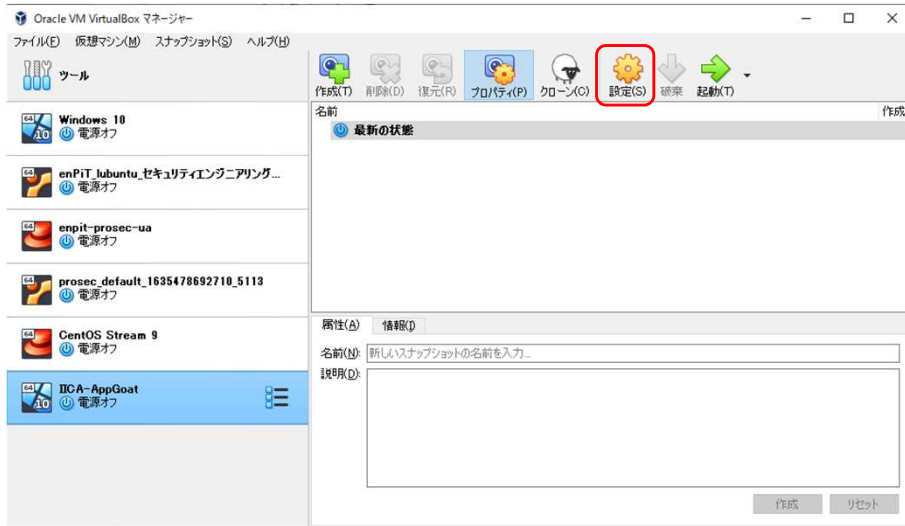 Oracle VM VirtualBox マネージャー
ファイル(F) 仮想マシン(M) スナップショット(S) ヘルプ(H)
ツール
作成(T) 削除(D) 復元(R) プロパティ(P) クローン(C) 設定(S) 破棄 起動(T)
名前 作成
最新の状態
64
10
Windows 10
電源オフ
64
enPiT_lubuntu_セキュリティエンジニアリング...
電源オフ
64
enpit-prosec-ua
電源オフ
64
prosec_default_1635478692710_5113
電源オフ
64
CentOS Stream 9
電源オフ
64
10
IICA-AppGoat
電源オフ
属性(A) 情報(I)
名前(N): 新しいスナップショットの名前を入力...
説明(D):
作成 リセット